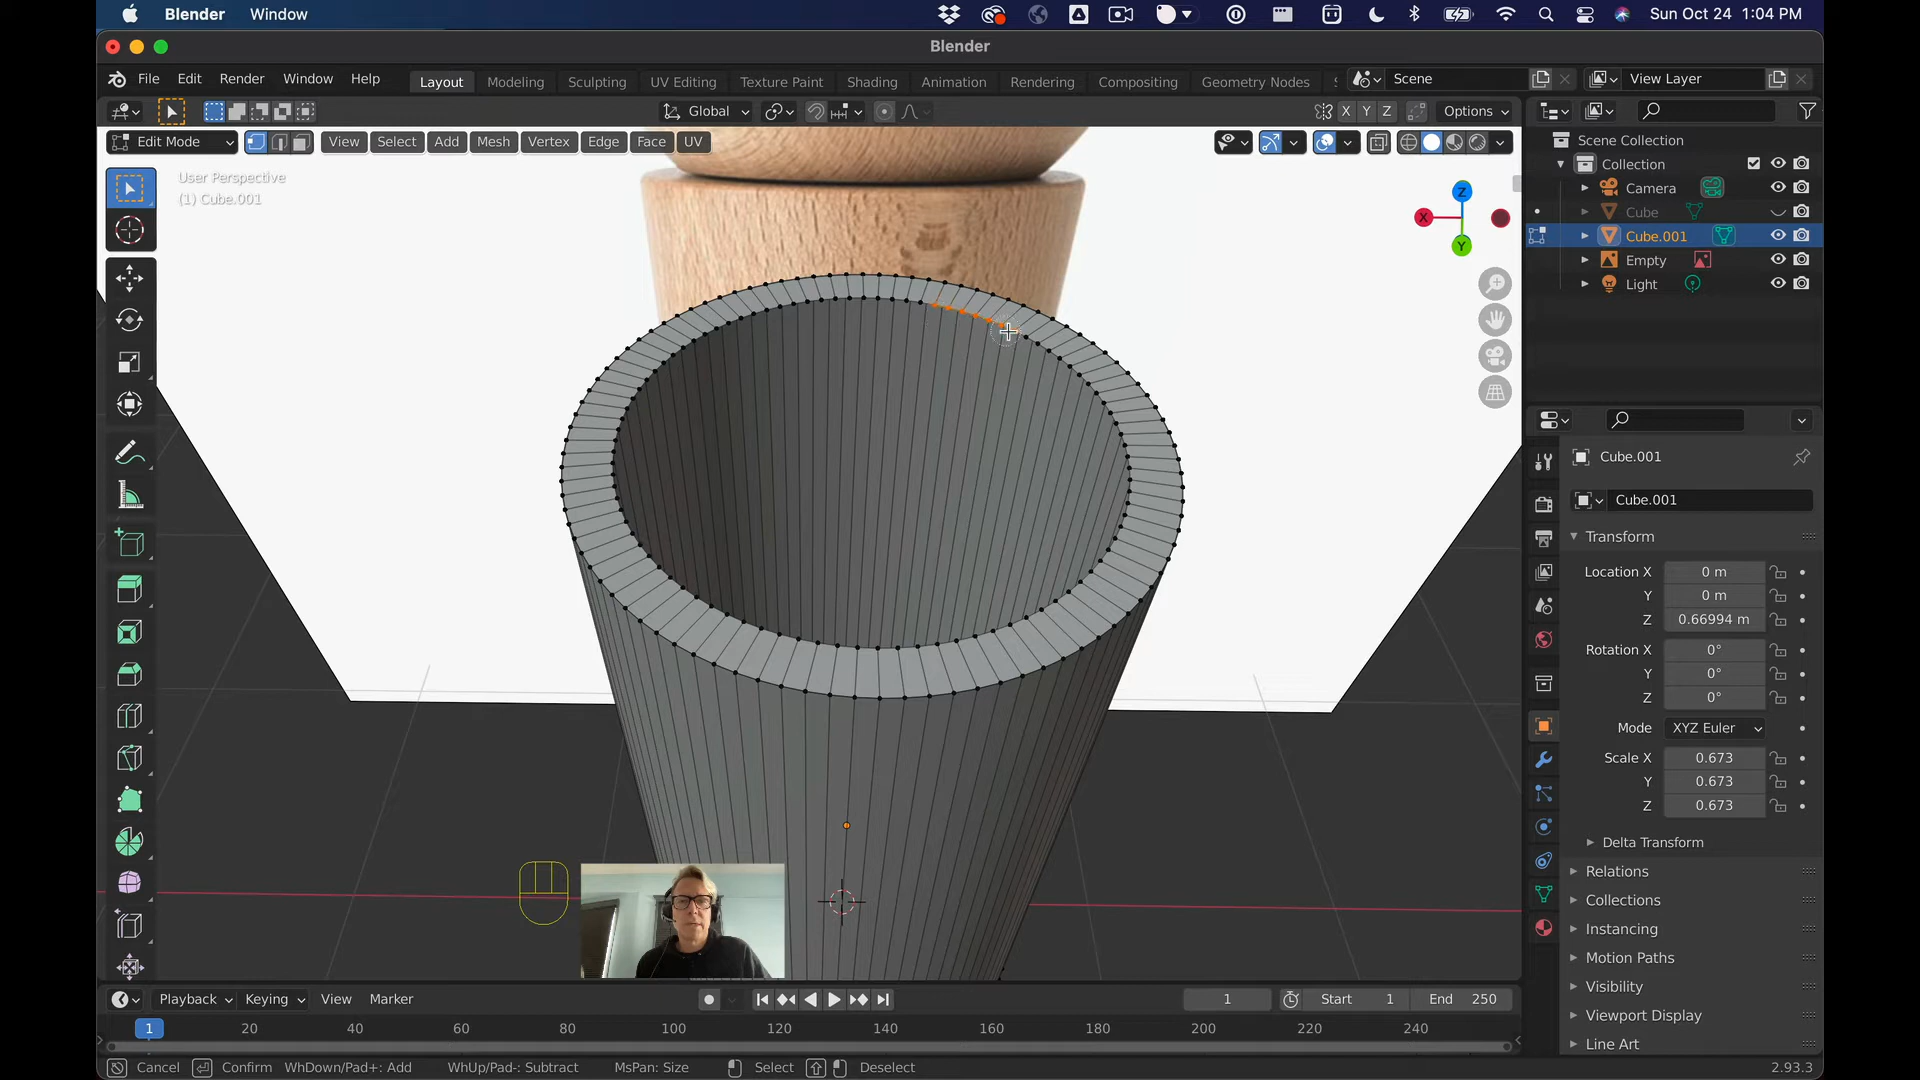 Blender Window Sun Oct 24 1:04 PM
Blender
File Edit Render Window Help Layout Modeling Sculpting UV Editing Texture Paint Shading Animation Rendering Compositing Geometry Nodes Scene View Layer
Global X Y Z Options
Edit Mode View Select Add Mesh Vertex Edge Face UV
User Perspective
(1) Cube.001
Z
X
Y
Scene Collection
Collection
Camera
Cube
Cube.001
Empty
Light
Cube.001
Cube.001
Transform
Location X 0 m
Y 0 m
Z 0.66994 m
Rotation X 0°
Y 0°
Z 0°
Mode XYZ Euler
Scale X 0.673
Y 0.673
Z 0.673
Delta Transform
Relations
Collections
Instancing
Motion Paths
Visibility
Viewport Display
Line Art
Playback Keying View Marker 1 Start 1 End 250
1 20 40 60 80 100 120 140 160 180 200 220 240
Cancel Confirm WhDown/Pad+: Add WhUp/Pad-: Subtract MsPan: Size Select Deselect 2.93.3